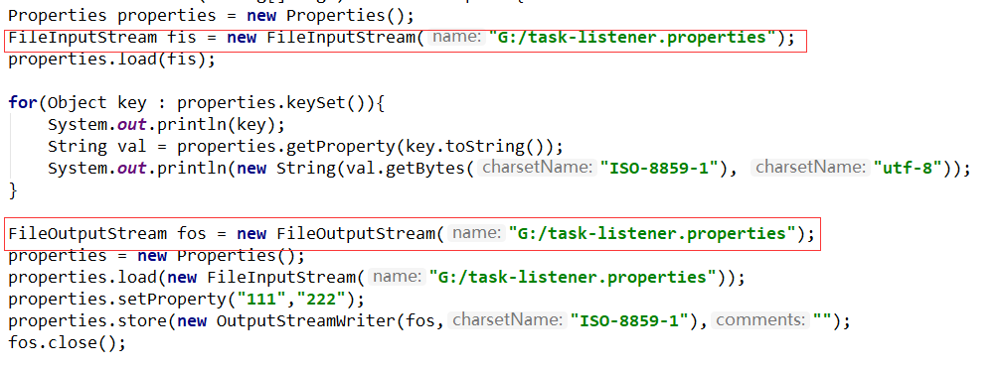 Properties properties = new Properties();
FileInputStream fis = new FileInputStream( name: "G:/task-listener.properties");
properties.load(fis);
for(Object key : properties.keySet()){
System.out.println(key);
String val = properties.getProperty(key.toString());
System.out.println(new String(val.getBytes( charsetName: "ISO-8859-1"), charsetName: "utf-8"));
}
FileOutputStream fos = new FileOutputStream( name: "G:/task-listener.properties");
properties = new Properties();
properties.load(new FileInputStream( name: "G:/task-listener.properties"));
properties.setProperty("111","222");
properties.store(new OutputStreamWriter(fos, charsetName: "ISO-8859-1"), comments: "");
fos.close();